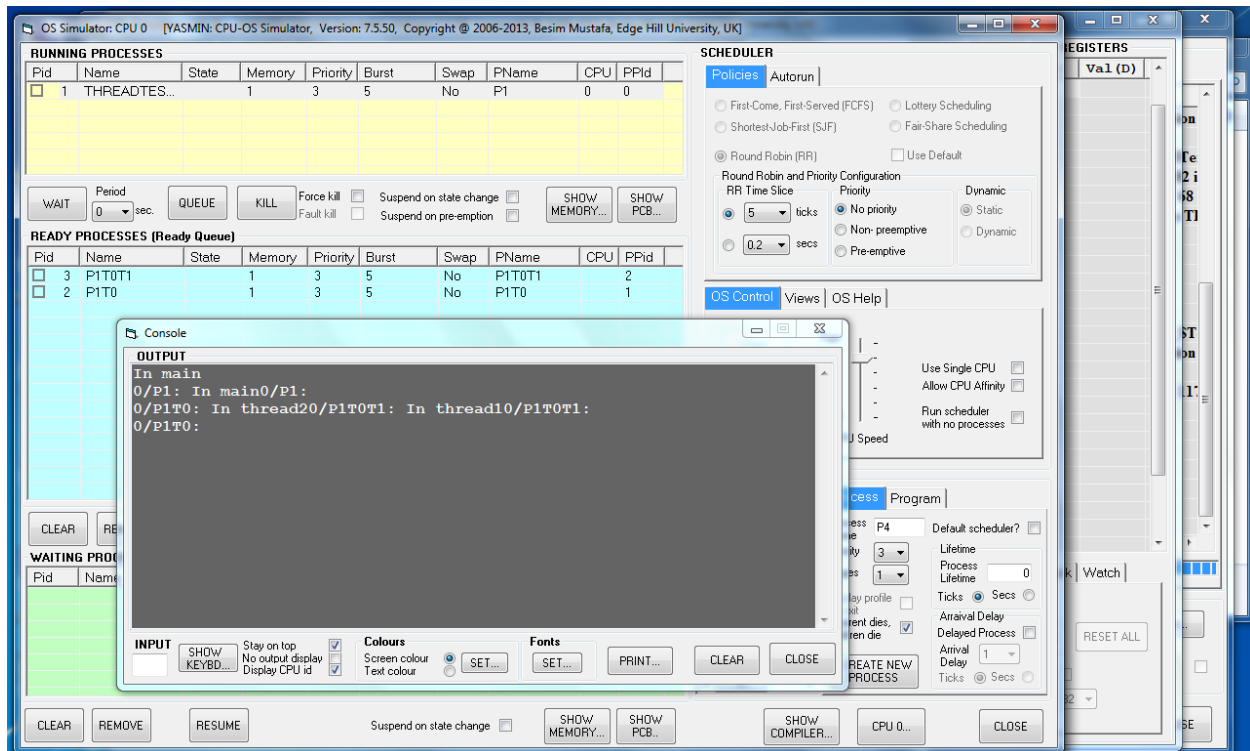 OS Simulator: CPU 0 [YASMIN: CPU-OS Simulator, Version: 7.5.50, Copyright @ 2006-2013, Besim Mustafa, Edge Hill University, UK]
RUNNING PROCESSES
Pid Name State Memory Priority Burst Swap PName CPU PPId
1 THREADTES... 1 3 5 No P1 0 0
WAIT
Period
0 sec.
QUEUE
KILL
Force kill
Fault kill
Suspend on state change
Suspend on pre-emption
SHOW MEMORY...
SHOW PCB...
READY PROCESSES (Ready Queue)
Pid Name State Memory Priority Burst Swap PName CPU PPid
3 P1T0T1 1 3 5 No P1T0T1 2
2 P1T0 1 3 5 No P1T0 1
SCHEDULER
Policies Autorun
First-Come, First-Served (FCFS) Lottery Scheduling
Shortest-Job-First (SJF) Fair-Share Scheduling
Round Robin (RR) Use Default
Round Robin and Priority Configuration
RR Time Slice Priority Dynamic
5 ticks No priority Static
Non- preemptive Dynamic
0.2 secs Pre-emptive
OS Control Views OS Help
Use Single CPU
Allow CPU Affinity
Run scheduler
with no processes
Speed
Console
OUTPUT
In main
0/P1: In main0/P1:
0/P1T0: In thread20/P1T0T1: In thread10/P1T0T1:
0/P1T0:
INPUT
SHOW KEYBD...
Stay on top
No output display
Display CPU id
Colours
Screen colour
Text colour
SET...
Fonts
SET...
PRINT...
CLEAR
CLOSE
Program
P4
Default scheduler?
3
1
Lifetime
Process
Lifetime 0
Ticks Secs
Arraival Delay
Delayed Process
Arrival
Delay 1
Ticks Secs
CREATE NEW
PROCESS
CLEAR
WAITING
Pid
CLEAR
REMOVE
RESUME
Suspend on state change
SHOW MEMORY...
SHOW PCB..
SHOW COMPILER...
CPU 0...
CLOSE
Val(D)
Watch
RESET ALL